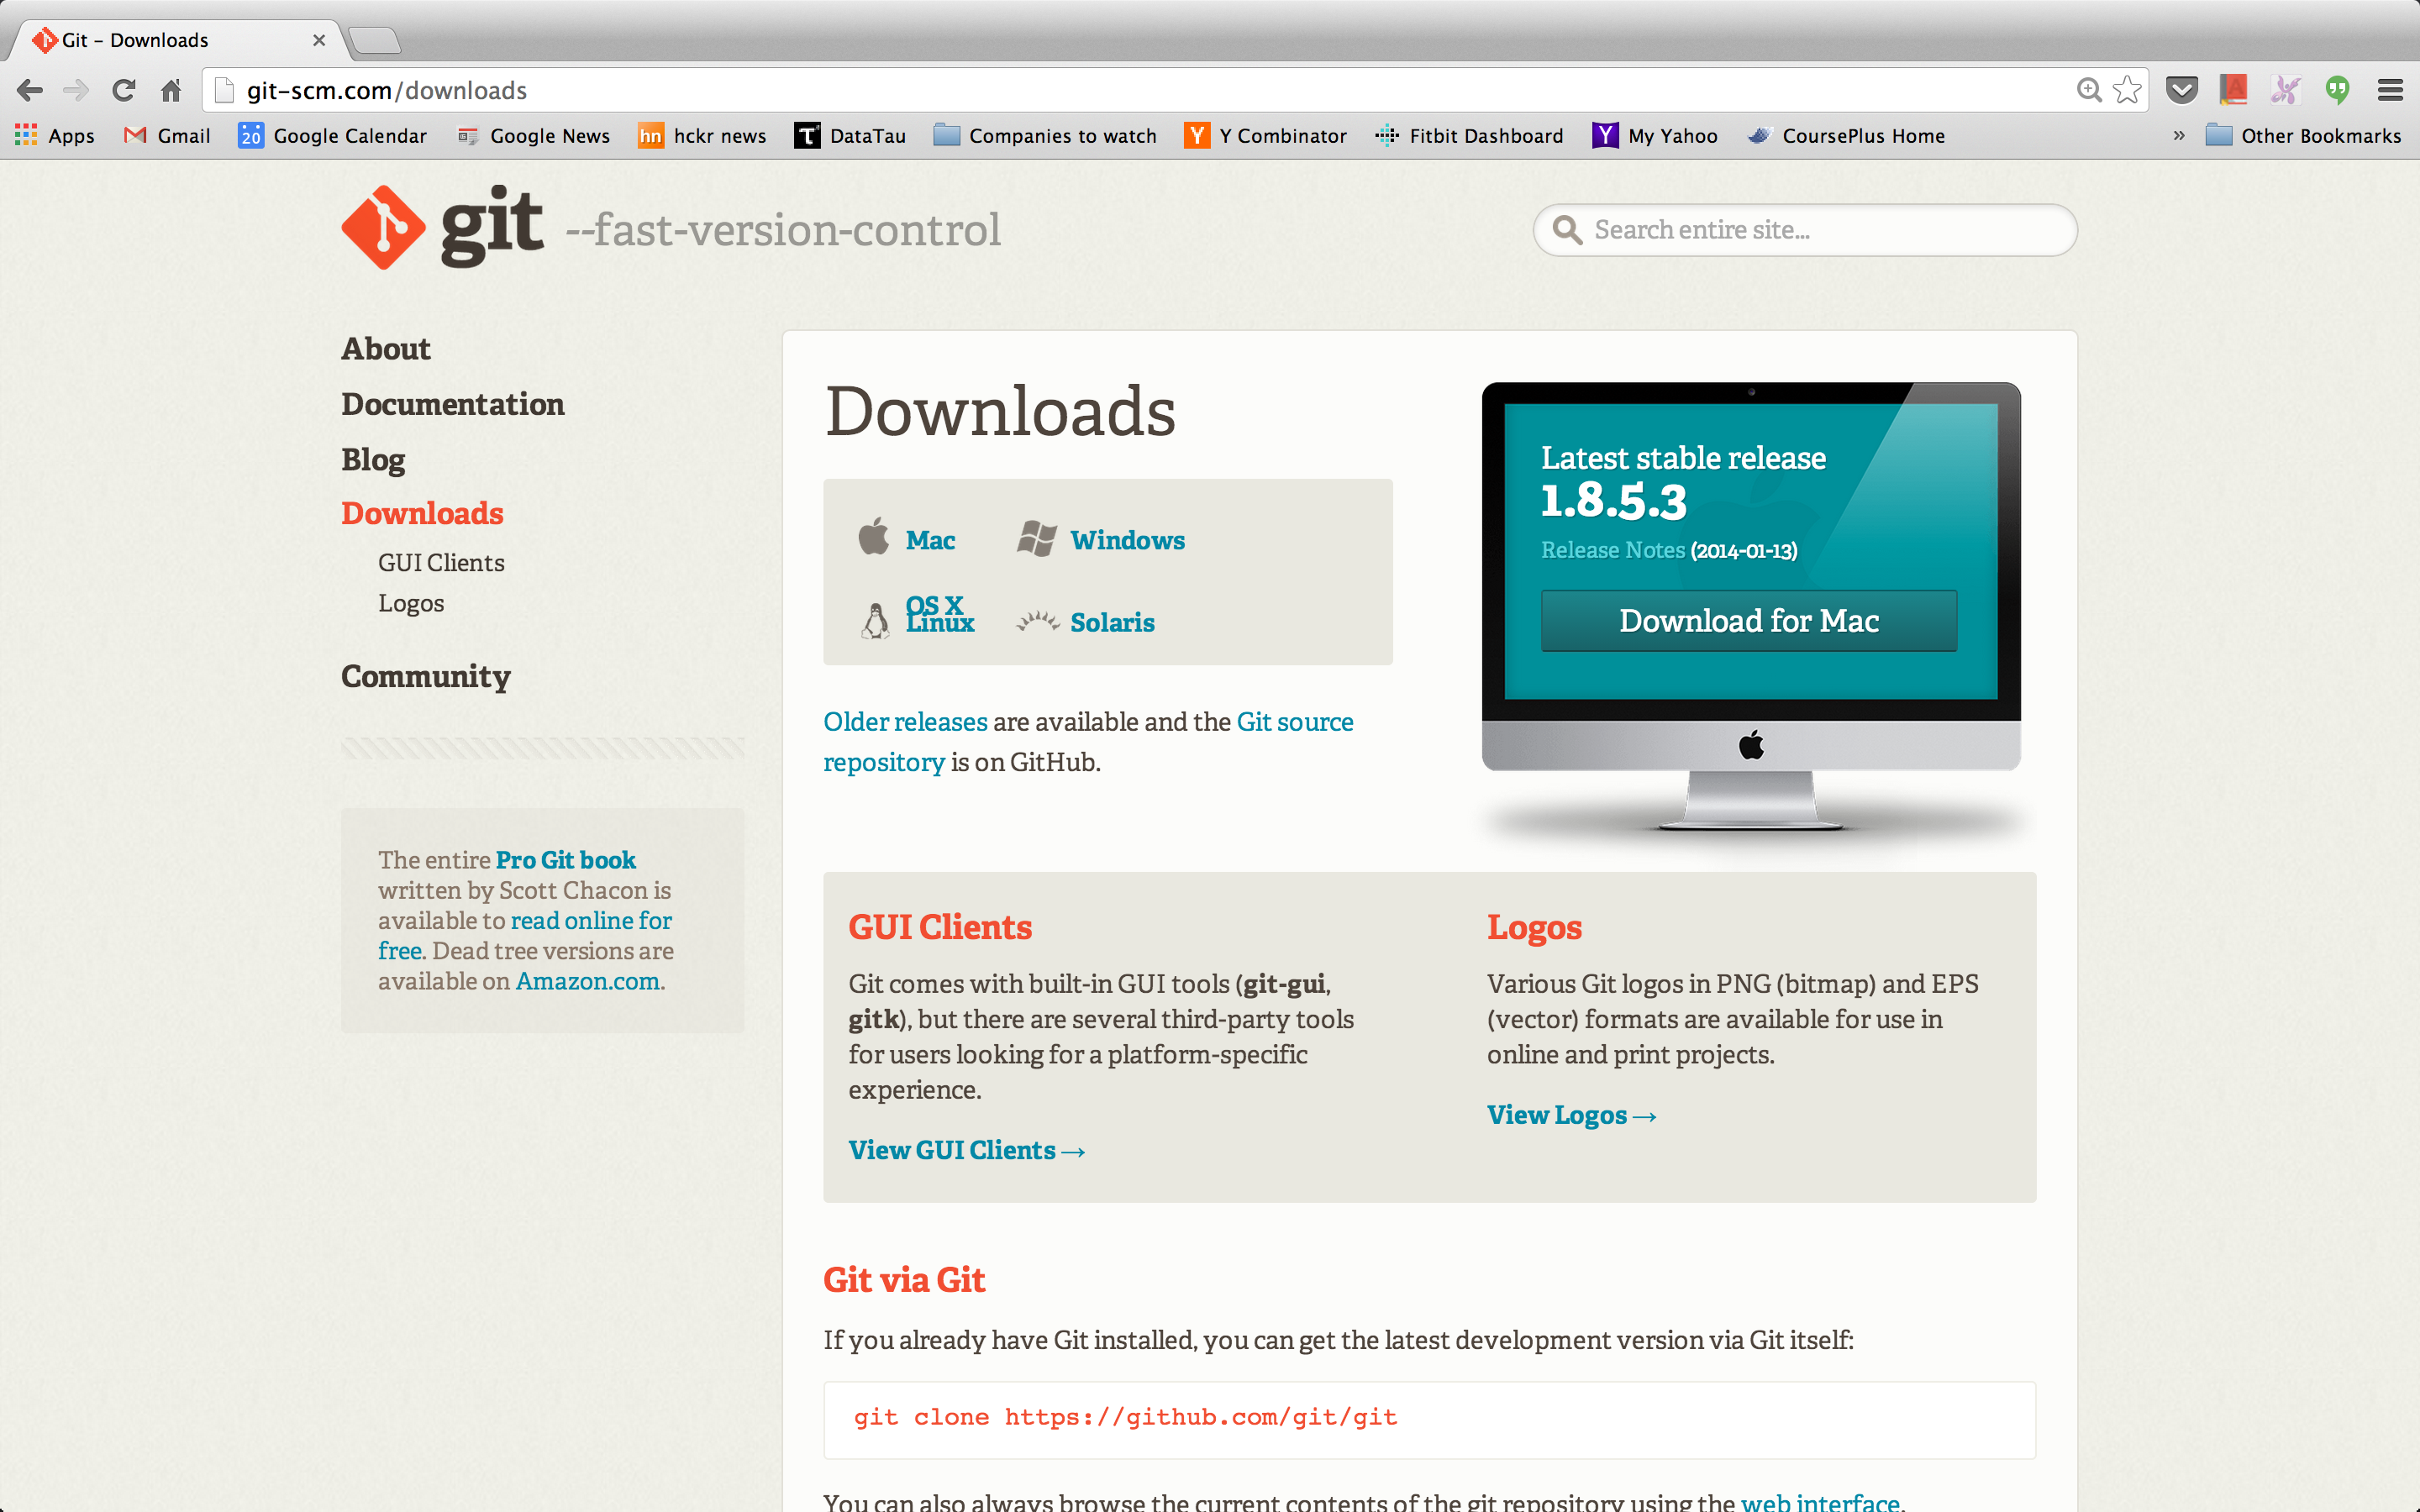 Git – Downloads
git-scm.com/downloads
Apps
Gmail
20
Google Calendar
Google News
hn
hckr news
DataTau
Companies to watch
Y
Y Combinator
Fitbit Dashboard
Y
My Yahoo
CoursePlus Home
»
Other Bookmarks
git --fast-version-control
Search entire site...
About
Documentation
Blog
Downloads
GUI Clients
Logos
Community
The entire Pro Git book
written by Scott Chacon is
available to read online for
free. Dead tree versions are
available on Amazon.com.
Downloads
Mac
OS X
Windows
Linux
Solaris
Older releases are available and the Git source
repository is on GitHub.
Latest stable release
1.8.5.3
Release Notes (2014-01-13)
Download for Mac
GUI Clients
Git comes with built-in GUI tools (git-gui,
gitk), but there are several third-party tools
for users looking for a platform-specific
experience.
View GUI Clients →
Logos
Various Git logos in PNG (bitmap) and EPS
(vector) formats are available for use in
online and print projects.
View Logos →
Git via Git
If you already have Git installed, you can get the latest development version via Git itself:
git clone https://github.com/git/git
You can also always browse the current contents of the git repository using the web interface.